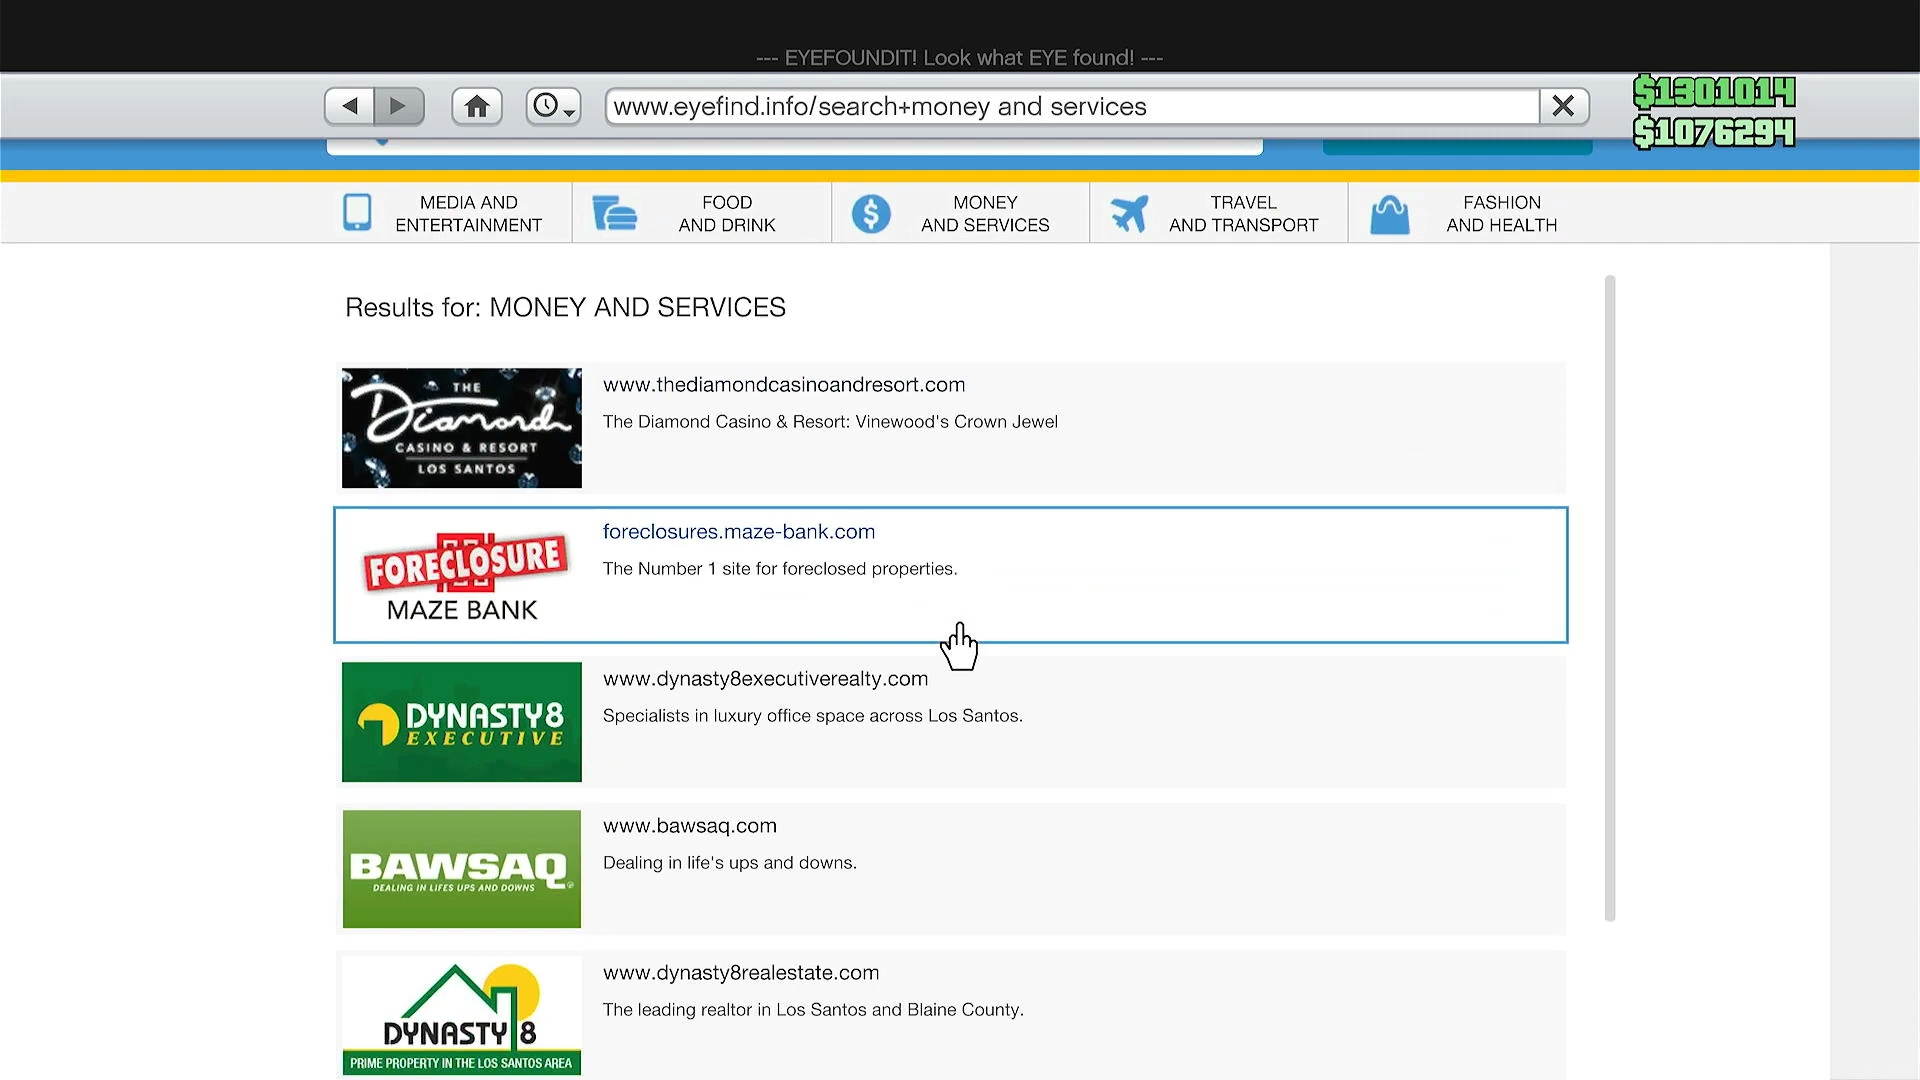 --- EYEFOUNDIT! Look what EYE found! ---
www.eyefind.info/search+money and services
$1301014
$1076294
MEDIA AND
ENTERTAINMENT
FOOD
AND DRINK
MONEY
AND SERVICES
TRAVEL
AND TRANSPORT
FASHION
AND HEALTH
Results for: MONEY AND SERVICES
THE
Diamond
CASINO & RESORT
LOS SANTOS
www.thediamondcasinoandresort.com
The Diamond Casino & Resort: Vinewood's Crown Jewel
FORECLOSURE
MAZE BANK
foreclosures.maze-bank.com
The Number 1 site for foreclosed properties.
DYNASTY8
EXECUTIVE
www.dynasty8executiverealty.com
Specialists in luxury office space across Los Santos.
BAWSAQ
DEALING IN LIFES UPS AND DOWNS
www.bawsaq.com
Dealing in life's ups and downs.
DYNASTY 8
PRIME PROPERTY IN THE LOS SANTOS AREA
www.dynasty8realestate.com
The leading realtor in Los Santos and Blaine County.